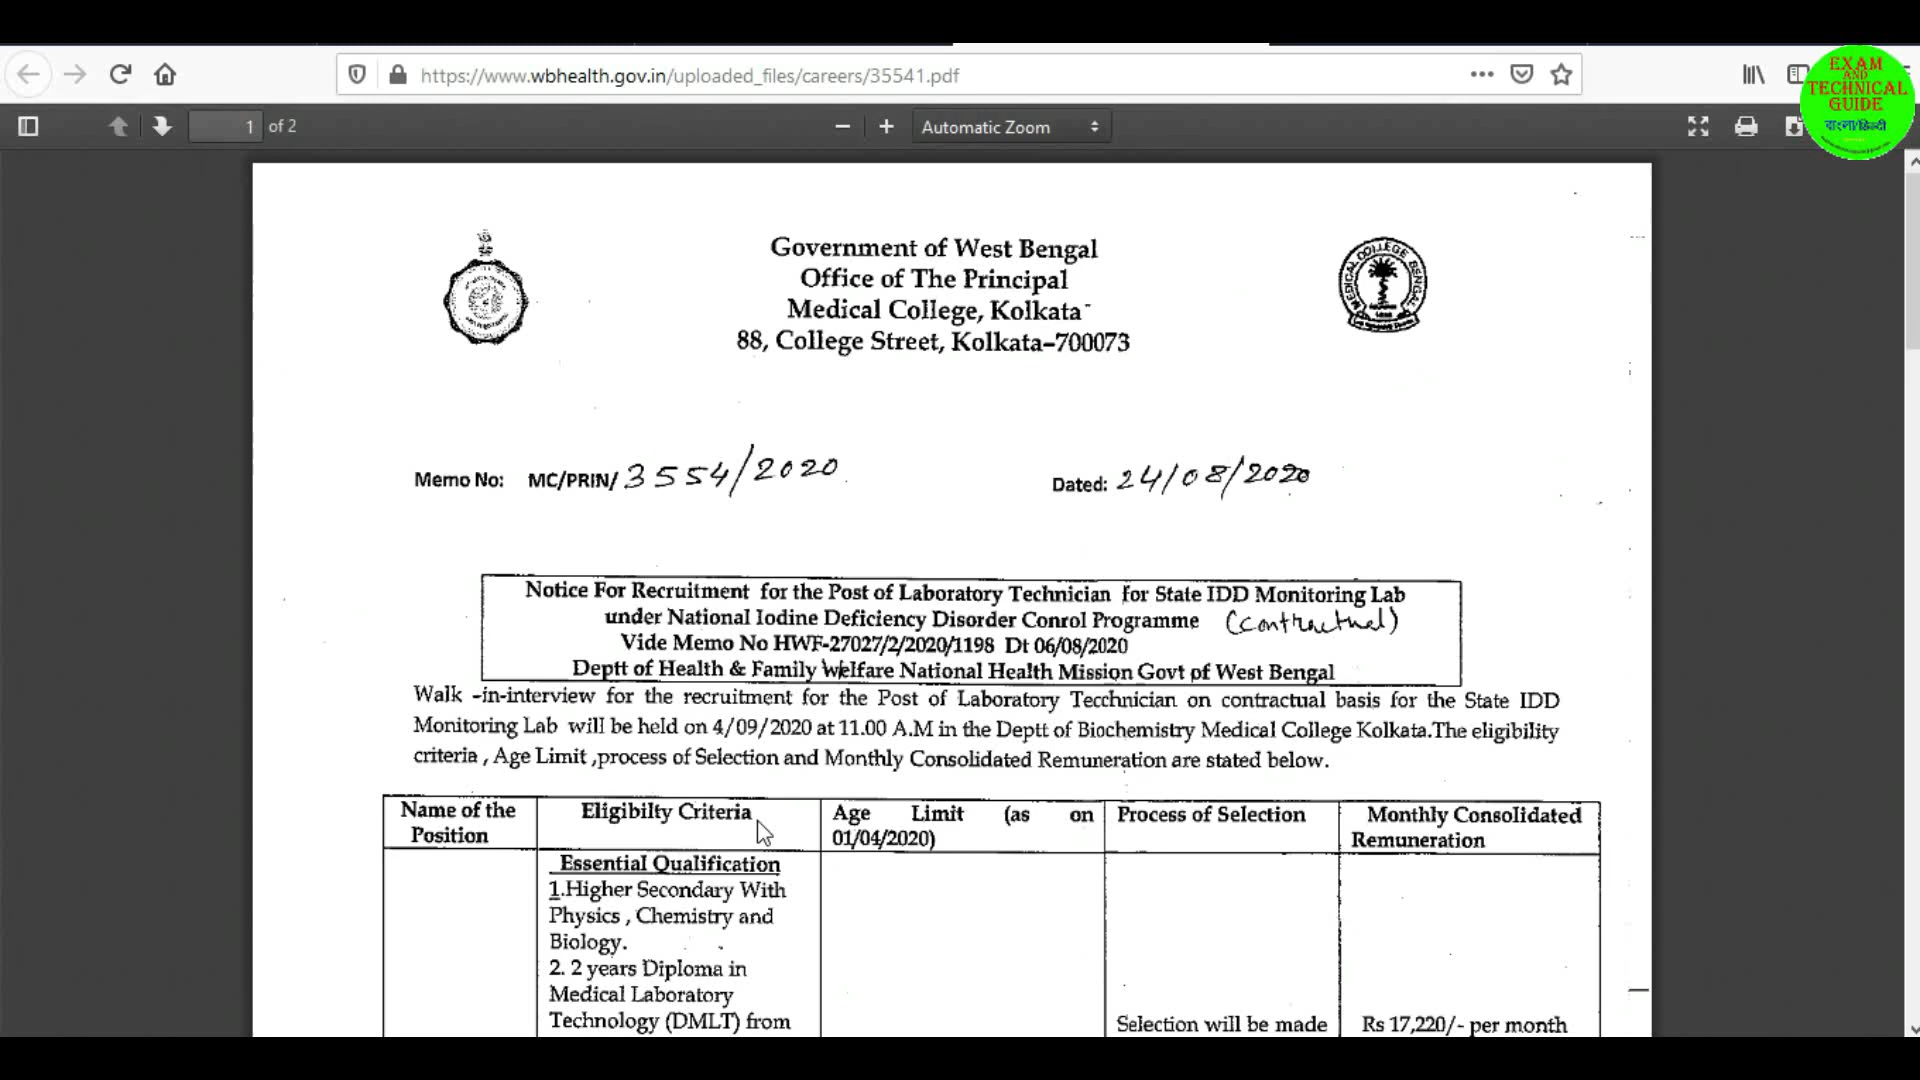 https://www.wbhealth.gov.in/uploaded_files/careers/35541.pdf
EXAM
AND
TECHNICAL
GUIDE
বাংলা/हिन्दी
1 of 2
Automatic Zoom
Government of West Bengal
Office of The Principal
Medical College, Kolkata
88, College Street, Kolkata-700073
MEDICAL COLLEGE BENGAL
Memo No: MC/PRIN/3554/2020
Dated: 24/08/2020
Notice For Recruitment for the Post of Laboratory Technician for State IDD Monitoring Lab
under National Iodine Deficiency Disorder Conrol Programme (Contractual)
Vide Memo No HWF-27027/2/2020/1198 Dt 06/08/2020
Deptt of Health & Family Welfare National Health Mission Govt of West Bengal
Walk -in-interview for the recruitment for the Post of Laboratory Tecchnician on contractual basis for the State IDD
Monitoring Lab will be held on 4/09/2020 at 11.00 A.M in the Deptt of Biochemistry Medical College Kolkata.The eligibility
criteria , Age Limit ,process of Selection and Monthly Consolidated Remuneration are stated below.
Name of the
Position
Eligibilty Criteria
Age Limit (as on
01/04/2020)
Process of Selection
Monthly Consolidated
Remuneration
Essential Qualification
1.Higher Secondary With
Physics , Chemistry and
Biology.
2. 2 years Diploma in
Medical Laboratory
Technology (DMLT) from
Selection will be made
Rs 17,220/- per month